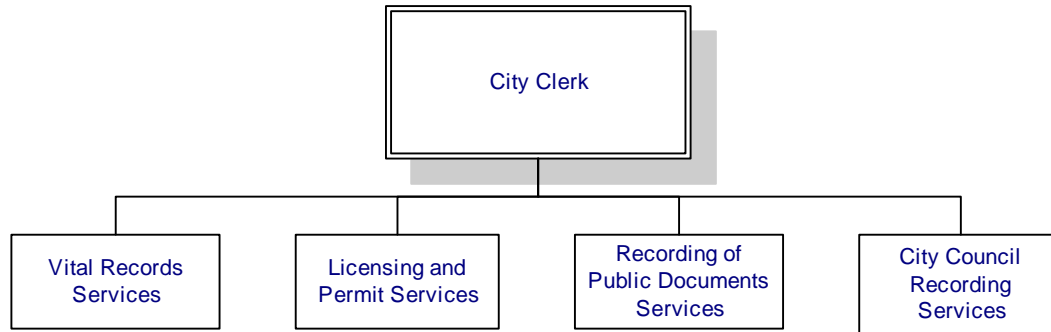 City Clerk
Vital Records
Services
Licensing and
Permit Services
Recording of
Public Documents
Services
City Council
Recording
Services